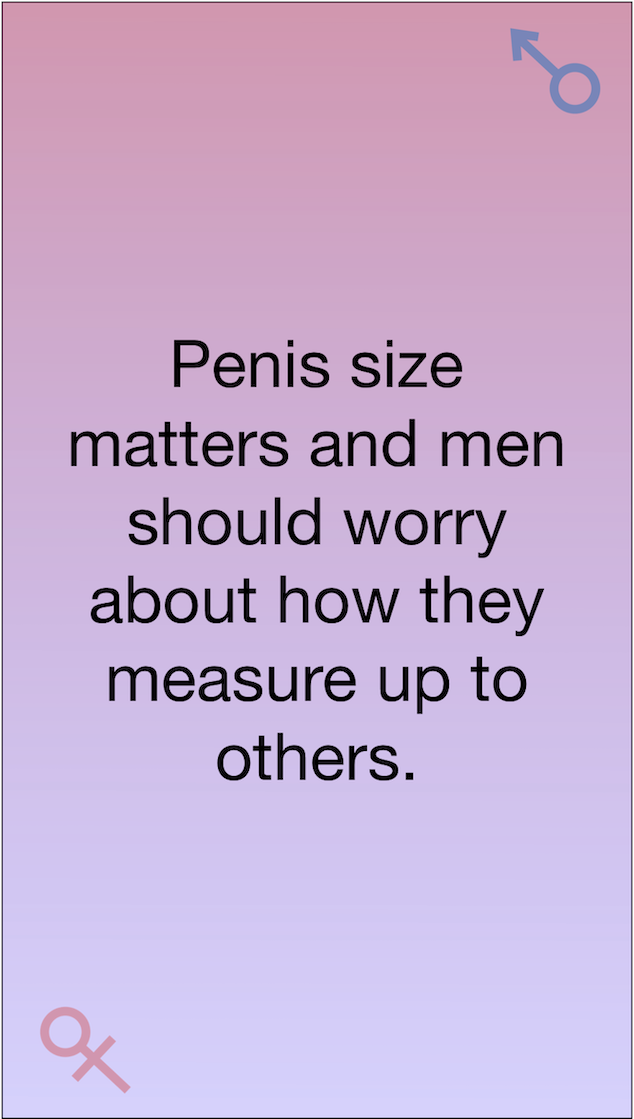 Penis size
matters and men
should worry
about how they
measure up to
others.